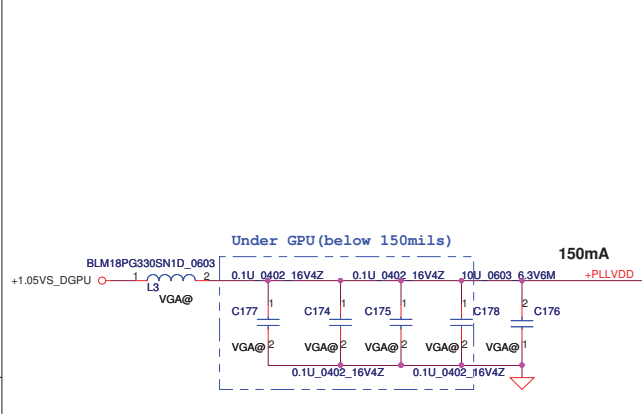 Under GPU(below 150mils)
150mA
BLM18PG330SN1D_0603
+1.05VS_DGPU
1
2
0.1U_0402_16V4Z
0.1U_0402_16V4Z
10U_0603_6.3V6M
+PLLVDD
L3
VGA@
1
1
1
1
2
C177
C174
C175
C178
C176
VGA@
2
VGA@
2
VGA@
2
VGA@
2
VGA@
1
0.1U_0402_16V4Z
0.1U_0402_16V4Z